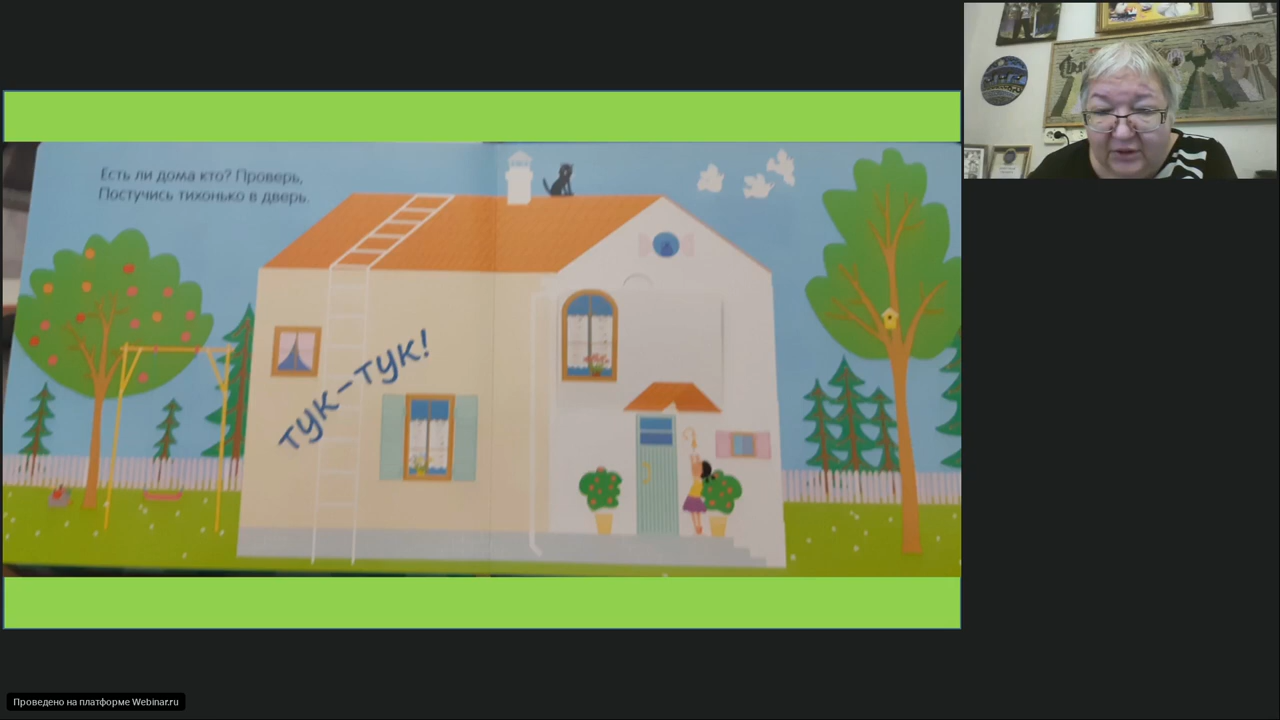 Есть ли дома кто? Проверь,
Постучись тихонько в дверь.
тук-тук!
Проведено на платформе Webinar.ru